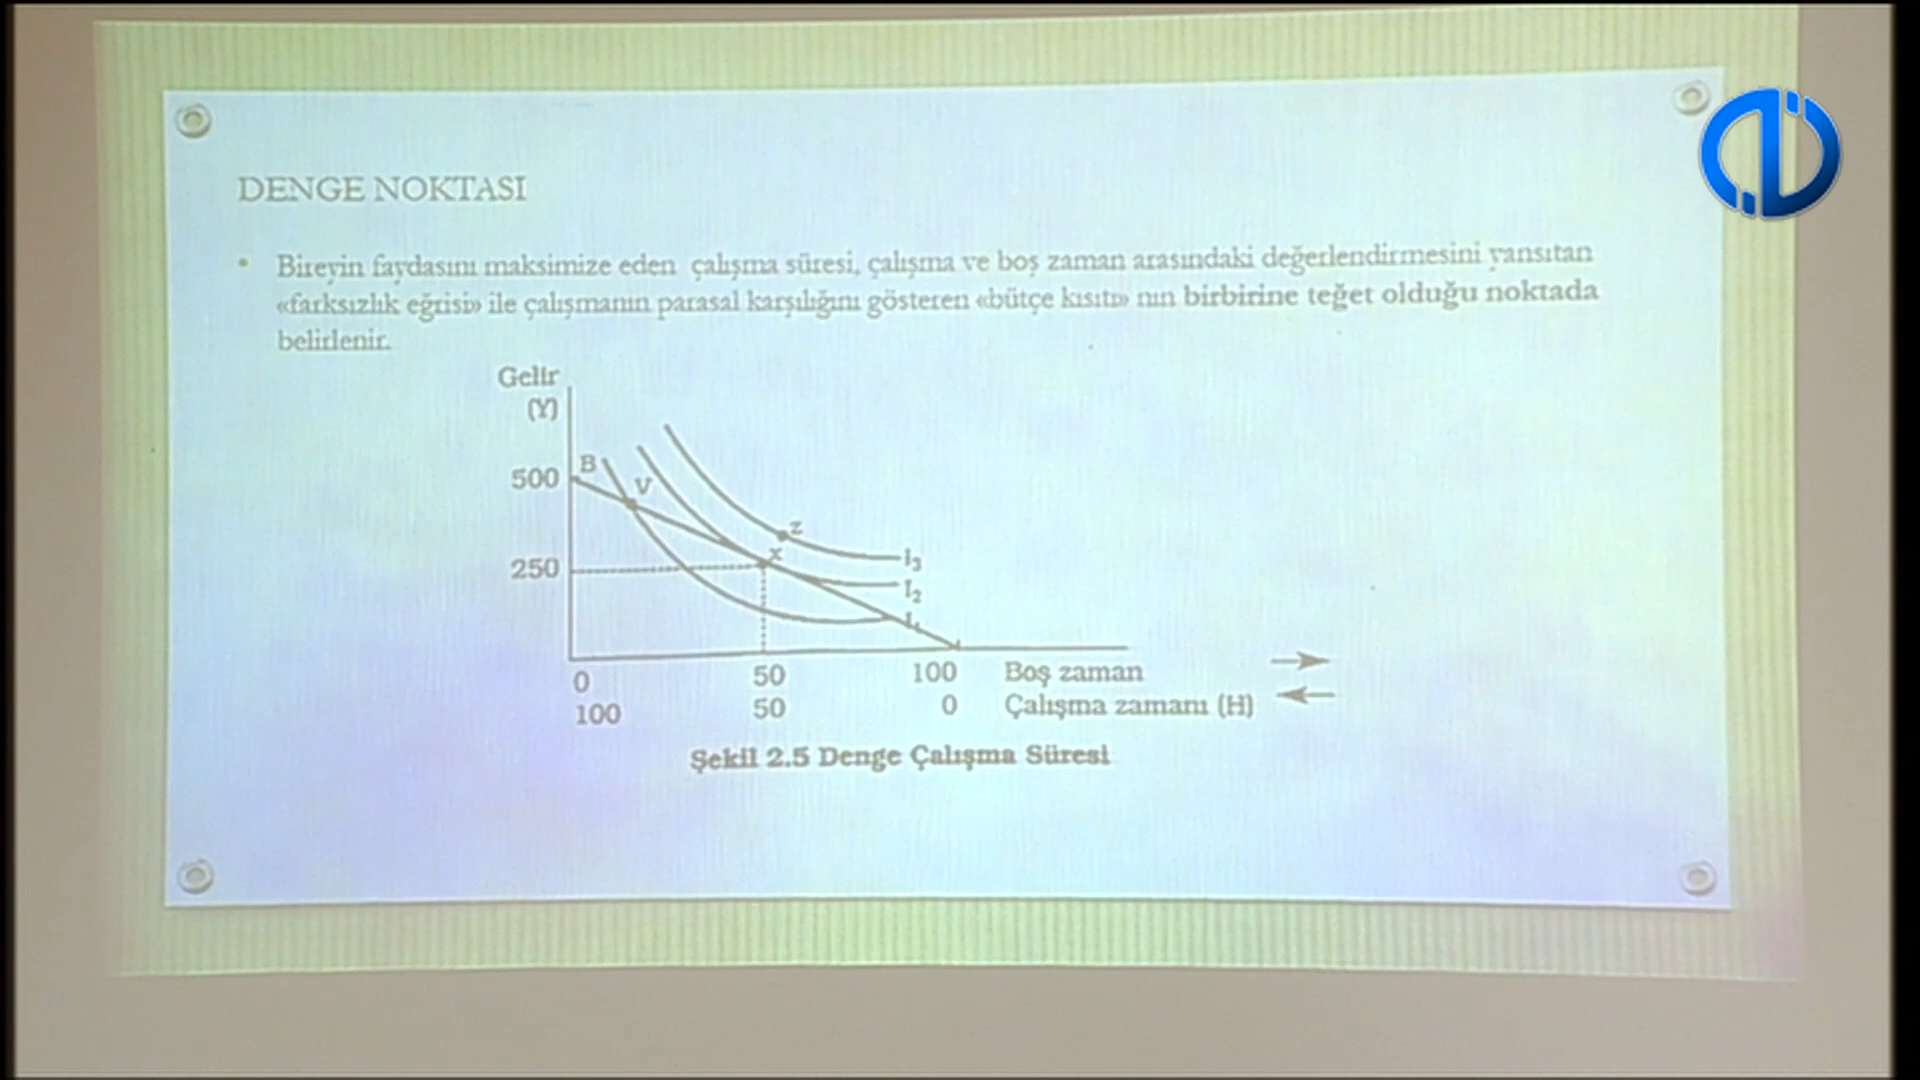 DENGE NOKTASI
• Bireyin faydasını maksimize eden çalışma süresi, çalışma ve boş zaman arasındaki değerlendirmesini yansıtan
«farksızlık eğrisi» ile çalışmanın parasal karşılığını gösteren «bütçe kısıtı» nın birbirine teğet olduğu noktada
belirlenir.
Gelir
(Y)
500
B
V
Z
X
250
I3
I2
I1
0 50 100 Boş zaman
100 50 0 Çalışma zamanı (H)
Şekil 2.5 Denge Çalışma Süresi